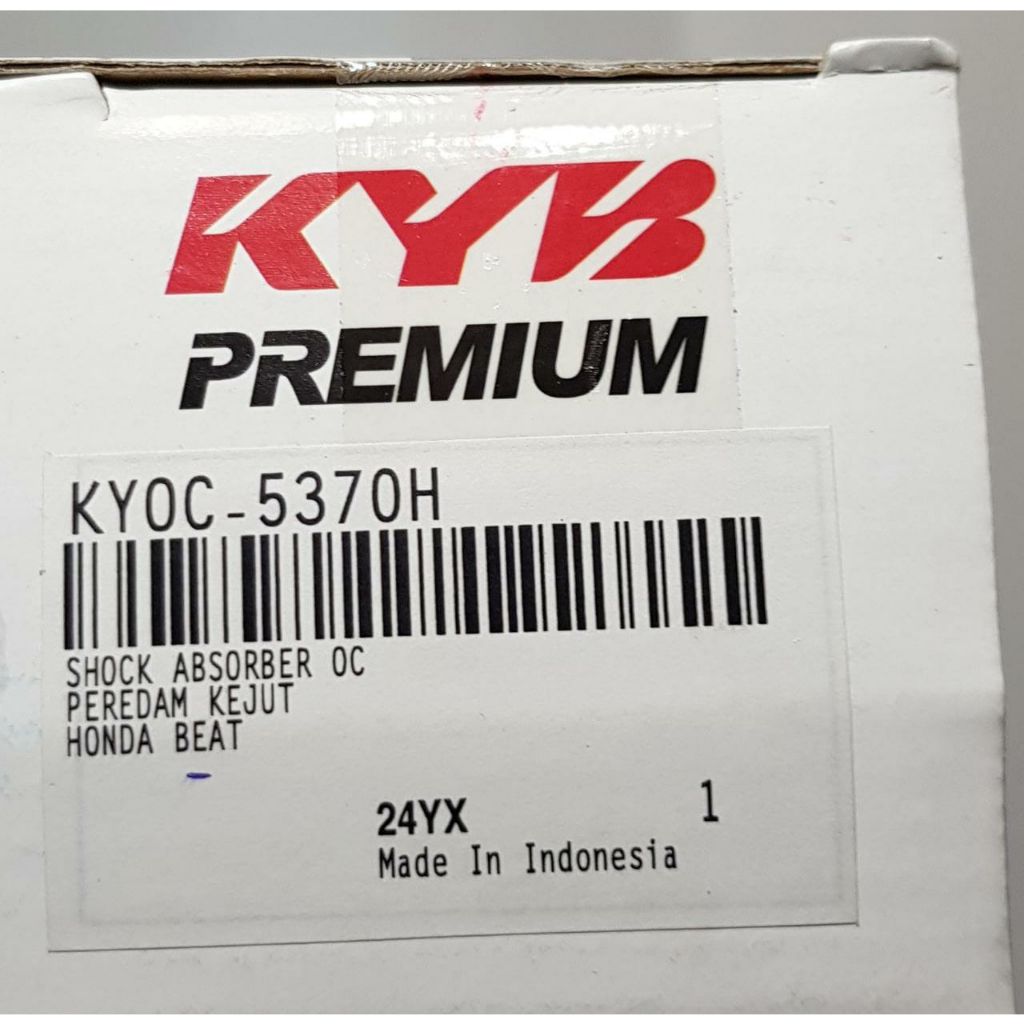 KYB
PREMIUM
KYOC-5370H
SHOCK ABSORBER OC
PEREDAM KEJUT
HONDA BEAT
24YX
1
Made In Indonesia